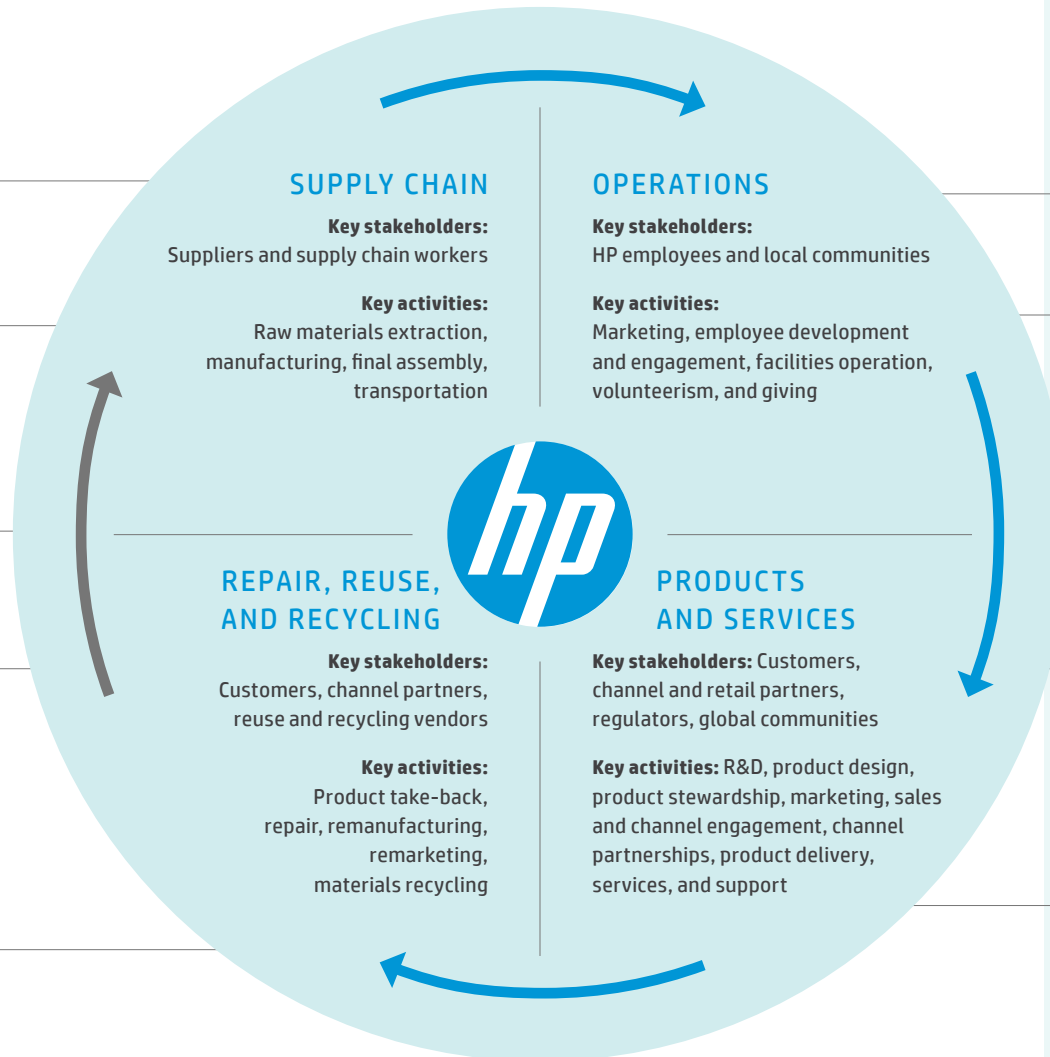 SUPPLY CHAIN
Key stakeholders:
Suppliers and supply chain workers
Key activities:
Raw materials extraction,
manufacturing, final assembly,
transportation
OPERATIONS
Key stakeholders:
HP employees and local communities
Key activities:
Marketing, employee development
and engagement, facilities operation,
volunteerism, and giving
hp
REPAIR, REUSE,
AND RECYCLING
Key stakeholders:
Customers, channel partners,
reuse and recycling vendors
Key activities:
Product take-back,
repair, remanufacturing,
remarketing,
materials recycling
PRODUCTS
AND SERVICES
Key stakeholders: Customers,
channel and retail partners,
regulators, global communities
Key activities: R&D, product design,
product stewardship, marketing, sales
and channel engagement, channel
partnerships, product delivery,
services, and support